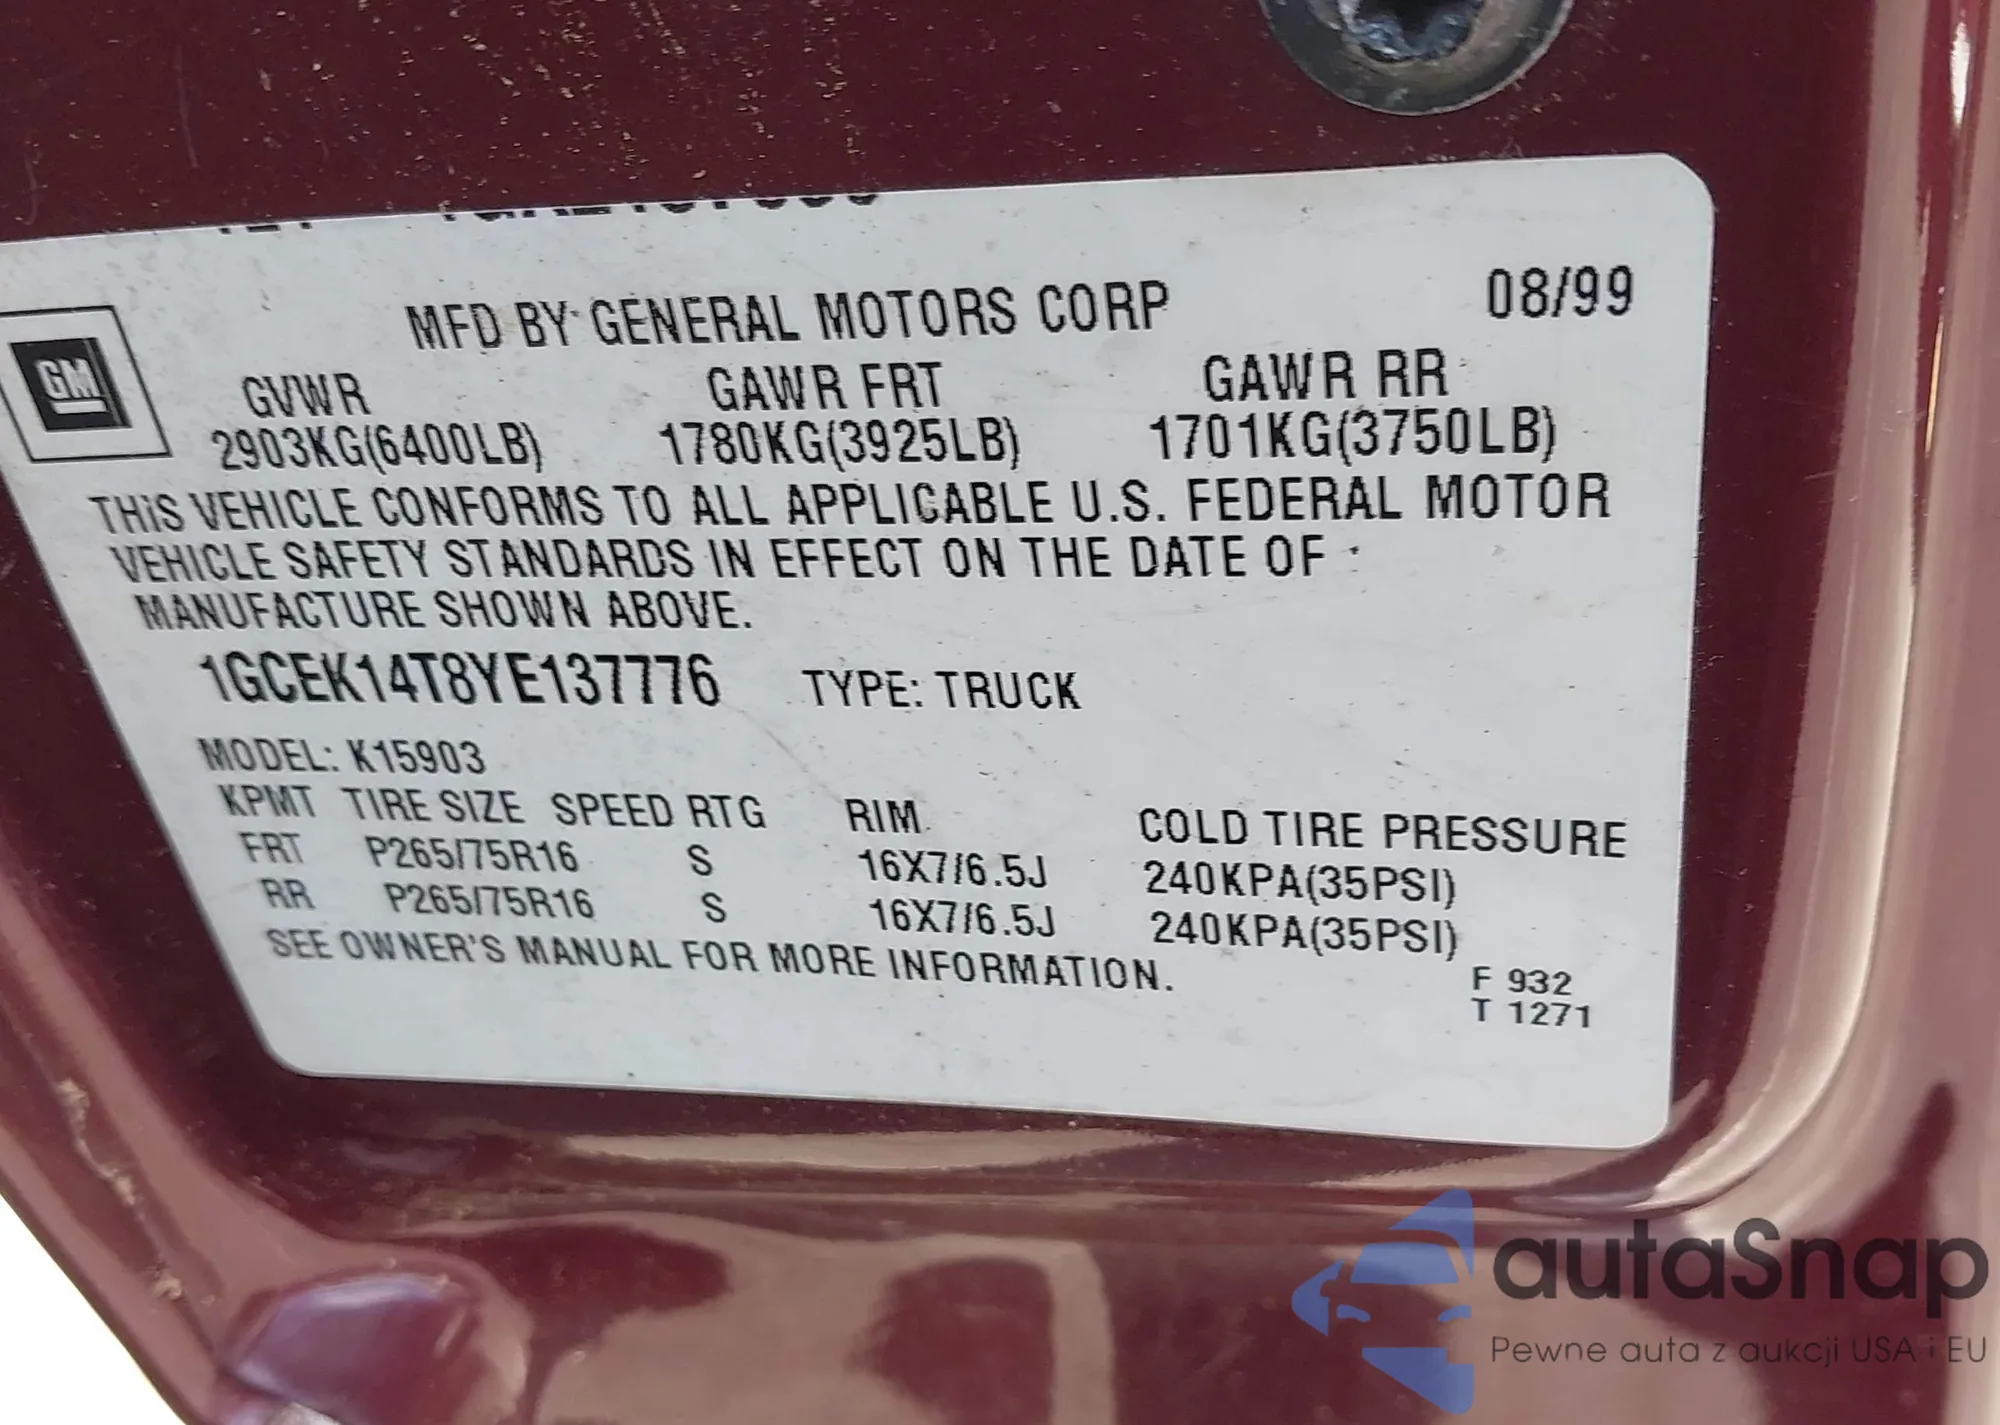 MFD BY GENERAL MOTORS CORP 08/99
GM
GVWR GAWR FRT GAWR RR
2903KG(6400LB) 1780KG(3925LB) 1701KG(3750LB)
THIS VEHICLE CONFORMS TO ALL APPLICABLE U.S. FEDERAL MOTOR
VEHICLE SAFETY STANDARDS IN EFFECT ON THE DATE OF
MANUFACTURE SHOWN ABOVE.
1GCEK14T8YE137776 TYPE: TRUCK
MODEL: K15903
KPMT TIRE SIZE SPEED RTG RIM COLD TIRE PRESSURE
FRT P265/75R16 S 16X7/6.5J 240KPA(35PSI)
RR P265/75R16 S 16X7/6.5J 240KPA(35PSI)
SEE OWNER'S MANUAL FOR MORE INFORMATION.
F 932
T 1271
autaSnap
Pewne auta z aukcji USA i EU